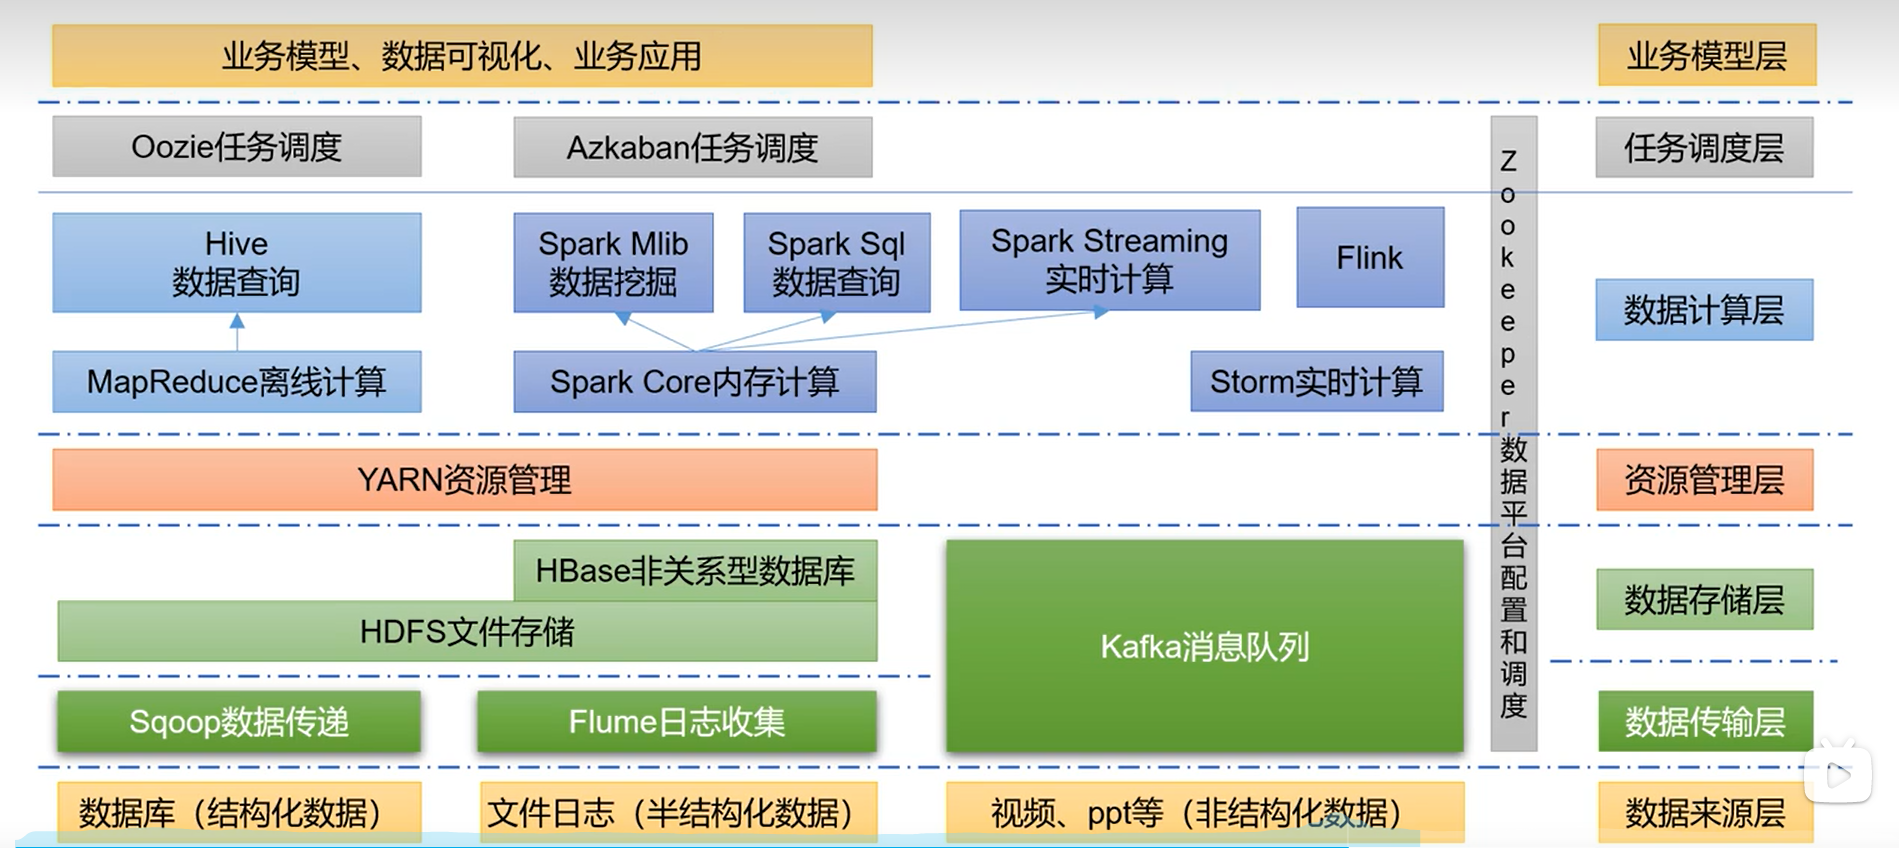 业务模型、数据可视化、业务应用
业务模型层
Oozie任务调度
Azkaban任务调度
任务调度层
Hive
数据查询
Spark Mlib
数据挖掘
Spark Sql
数据查询
Spark Streaming
实时计算
Flink
数据计算层
MapReduce离线计算
Spark Core内存计算
Storm实时计算
Zookeeper数据平台配置和调度
YARN资源管理
资源管理层
HBase非关系型数据库
HDFS文件存储
Kafka消息队列
数据存储层
Sqoop数据传递
Flume日志收集
数据传输层
数据库（结构化数据）
文件日志（半结构化数据）
视频、ppt等（非结构化数据）
数据来源层